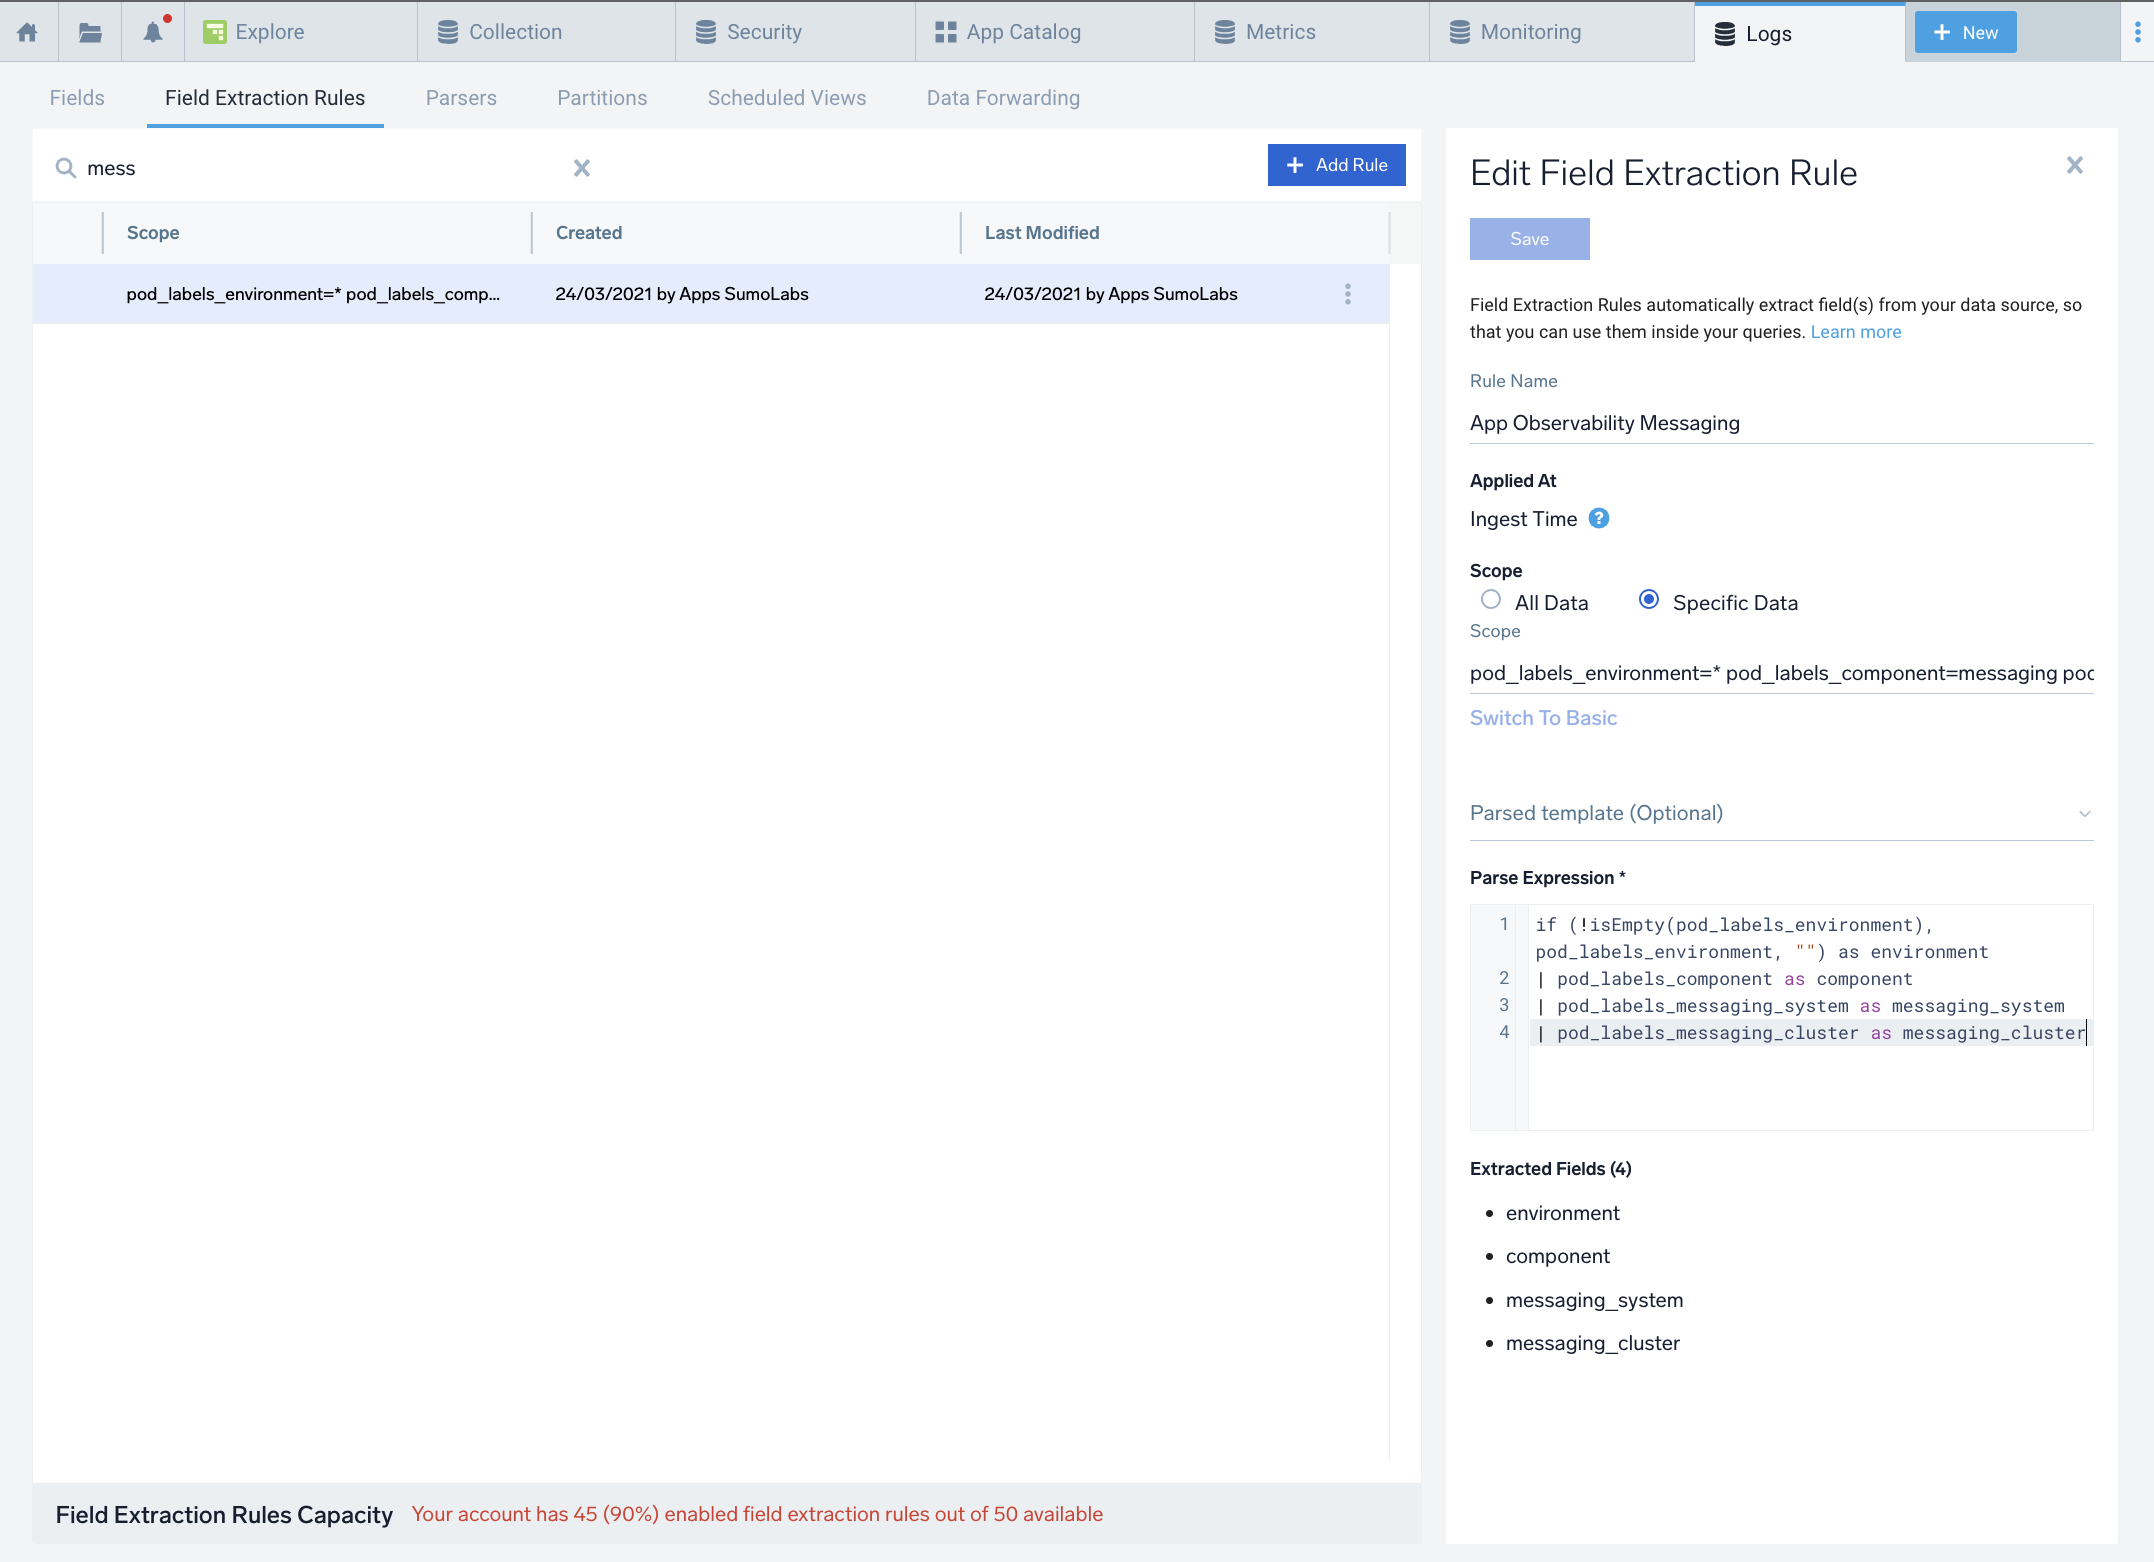 Explore
Collection
Security
App Catalog
Metrics
Monitoring
Logs
+ New
Fields
Field Extraction Rules
Parsers
Partitions
Scheduled Views
Data Forwarding
mess
+ Add Rule
Scope
Created
Last Modified
pod_labels_environment=* pod_labels_comp...
24/03/2021 by Apps SumoLabs
24/03/2021 by Apps SumoLabs
Field Extraction Rules Capacity
Your account has 45 (90%) enabled field extraction rules out of 50 available
Edit Field Extraction Rule
Save
Field Extraction Rules automatically extract field(s) from your data source, so
that you can use them inside your queries. Learn more
Rule Name
App Observability Messaging
Applied At
Ingest Time ?
Scope
All Data
Specific Data
Scope
pod_labels_environment=* pod_labels_component=messaging poc
Switch To Basic
Parsed template (Optional)
Parse Expression *
1 if (!isEmpty(pod_labels_environment),
pod_labels_environment, "") as environment
2 | pod_labels_component as component
3 | pod_labels_messaging_system as messaging_system
4 | pod_labels_messaging_cluster as messaging_cluster
Extracted Fields (4)
• environment
• component
• messaging_system
• messaging_cluster